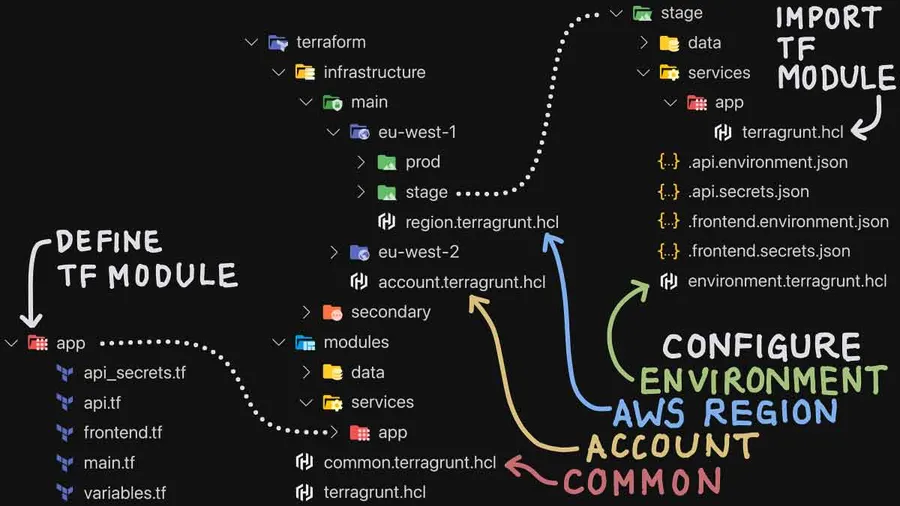 terraform
infrastructure
main
eu-west-1
prod
stage
region.terragrunt.hcl
eu-west-2
account.terragrunt.hcl
secondary
modules
data
services
app
common.terragrunt.hcl
terragrunt.hcl
DEFINE
TF MODULE
app
api_secrets.tf
api.tf
frontend.tf
main.tf
variables.tf
stage
data
services
app
terragrunt.hcl
{...} .api.environment.json
{...} .api.secrets.json
{...} .frontend.environment.json
{...} .frontend.secrets.json
environment.terragrunt.hcl
IMPORT
TF
MODULE
CONFIGURE
ENVIRONMENT
AWS REGION
ACCOUNT
COMMON